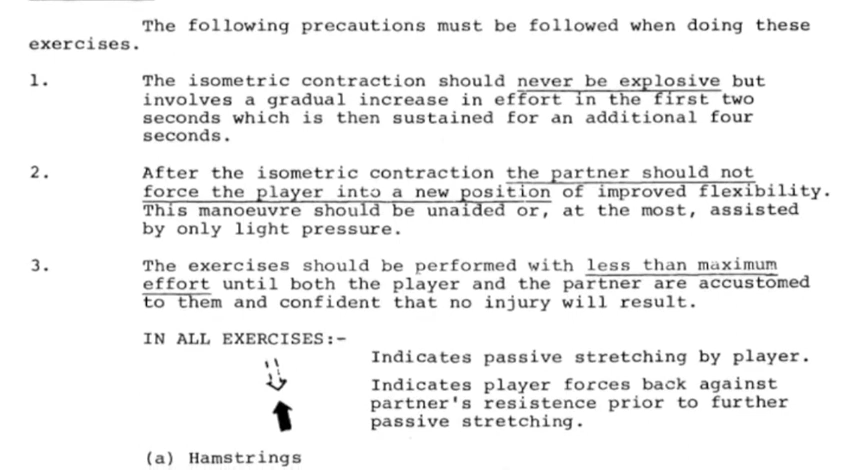 The following precautions must be followed when doing these
exercises.
1. The isometric contraction should never be explosive but
involves a gradual increase in effort in the first two
seconds which is then sustained for an additional four
seconds.
2. After the isometric contraction the partner should not
force the player into a new position of improved flexibility.
This manoeuvre should be unaided or, at the most, assisted
by only light pressure.
3. The exercises should be performed with less than maximum
effort until both the player and the partner are accustomed
to them and confident that no injury will result.
IN ALL EXERCISES:-
Indicates passive stretching by player.
Indicates player forces back against
partner's resistence prior to further
passive stretching.
(a) Hamstrings